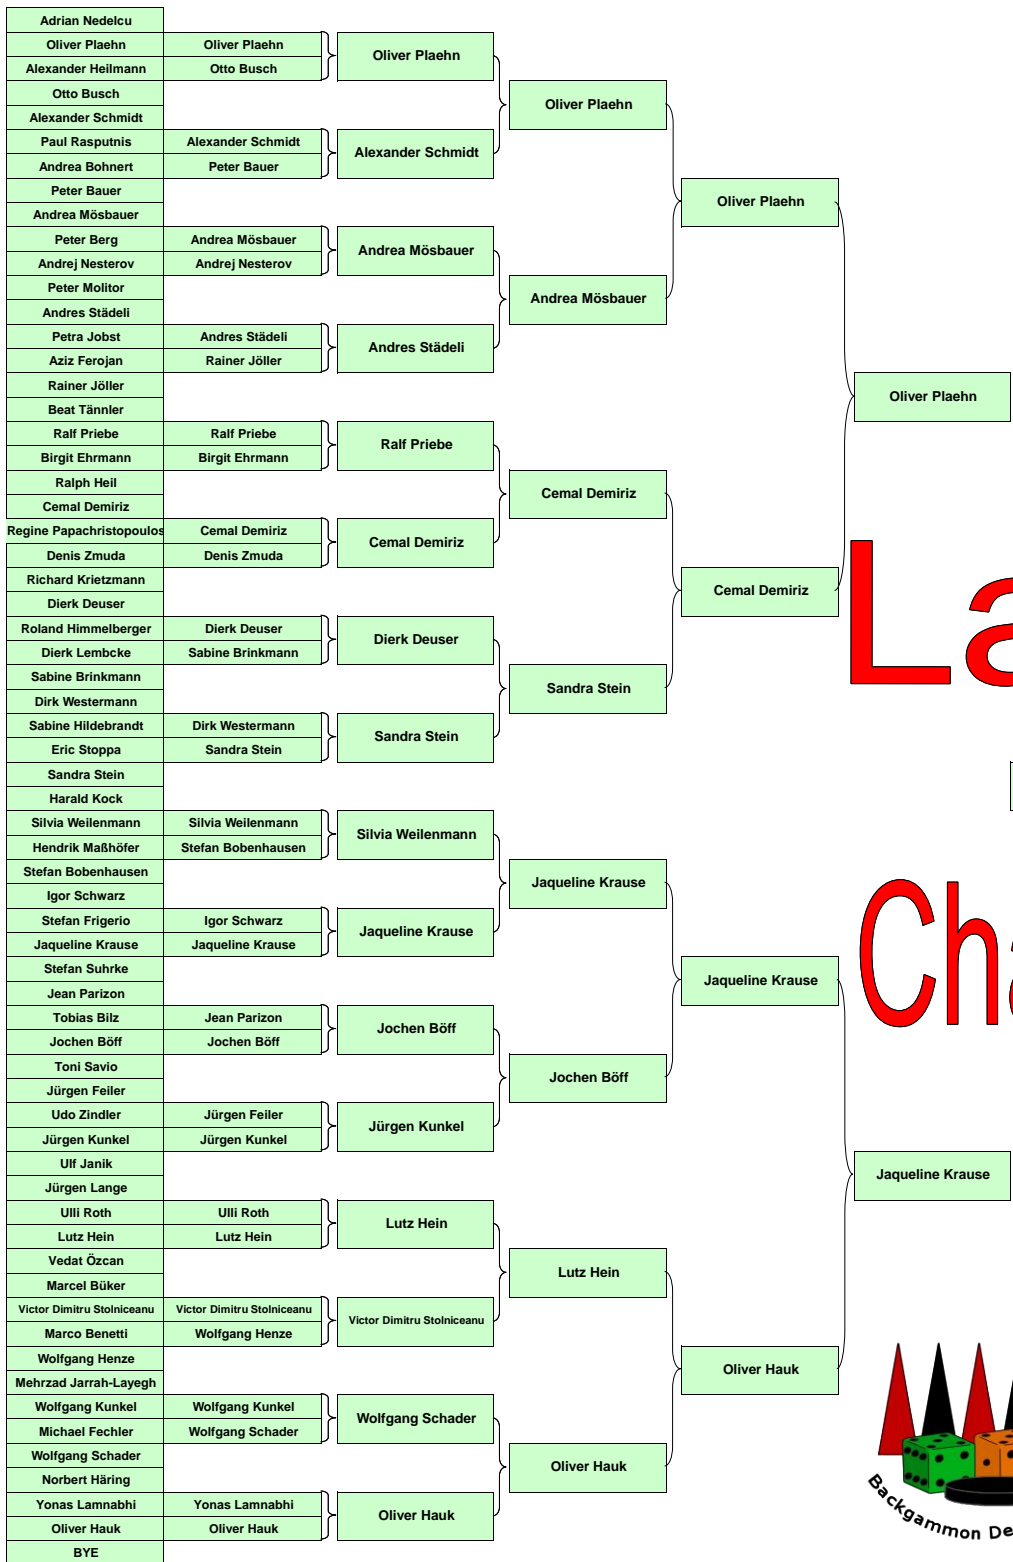 Adrian Nedelcu
Oliver Plaehn
Alexander Heilmann
Otto Busch
Alexander Schmidt
Paul Rasputnis
Andrea Bohnert
Peter Bauer
Andrea Mösbauer
Peter Berg
Andrej Nesterov
Peter Molitor
Andres Städeli
Petra Jobst
Aziz Ferojan
Rainer Jöller
Beat Tännler
Ralf Priebe
Birgit Ehrmann
Ralph Heil
Cemal Demiriz
Regine Papachristopoulos
Denis Zmuda
Richard Krietzmann
Dierk Deuser
Roland Himmelberger
Dierk Lembcke
Sabine Brinkmann
Dirk Westermann
Sabine Hildebrandt
Eric Stoppa
Sandra Stein
Harald Kock
Silvia Weilenmann
Hendrik Maßhöfer
Stefan Bobenhausen
Igor Schwarz
Stefan Frigerio
Jaqueline Krause
Stefan Suhrke
Jean Parizon
Tobias Bilz
Jochen Böff
Toni Savio
Jürgen Feiler
Udo Zindler
Jürgen Kunkel
Ulf Janik
Jürgen Lange
Ulli Roth
Lutz Hein
Vedat Özcan
Marcel Büker
Victor Dimitru Stolniceanu
Marco Benetti
Wolfgang Henze
Mehrzad Jarrah-Layegh
Wolfgang Kunkel
Michael Fechler
Wolfgang Schader
Norbert Häring
Yonas Lamnabhi
Oliver Hauk
BYE
Oliver Plaehn
Otto Busch
Alexander Schmidt
Peter Bauer
Andrea Mösbauer
Andrej Nesterov
Andres Städeli
Rainer Jöller
Ralf Priebe
Birgit Ehrmann
Cemal Demiriz
Denis Zmuda
Dierk Deuser
Sabine Brinkmann
Dirk Westermann
Sandra Stein
Silvia Weilenmann
Stefan Bobenhausen
Igor Schwarz
Jaqueline Krause
Jean Parizon
Jochen Böff
Jürgen Feiler
Jürgen Kunkel
Ulli Roth
Lutz Hein
Victor Dimitru Stolniceanu
Wolfgang Henze
Wolfgang Kunkel
Wolfgang Schader
Yonas Lamnabhi
Oliver Hauk
Oliver Plaehn
Alexander Schmidt
Andrea Mösbauer
Andres Städeli
Ralf Priebe
Cemal Demiriz
Dierk Deuser
Sandra Stein
Silvia Weilenmann
Jaqueline Krause
Jochen Böff
Jürgen Kunkel
Lutz Hein
Victor Dimitru Stolniceanu
Wolfgang Schader
Oliver Hauk
Oliver Plaehn
Andrea Mösbauer
Cemal Demiriz
Sandra Stein
Jaqueline Krause
Jochen Böff
Lutz Hein
Oliver Hauk
Oliver Plaehn
Cemal Demiriz
Jaqueline Krause
Oliver Hauk
Oliver Plaehn
Jaqueline Krause
La
Cha
Backgammon De